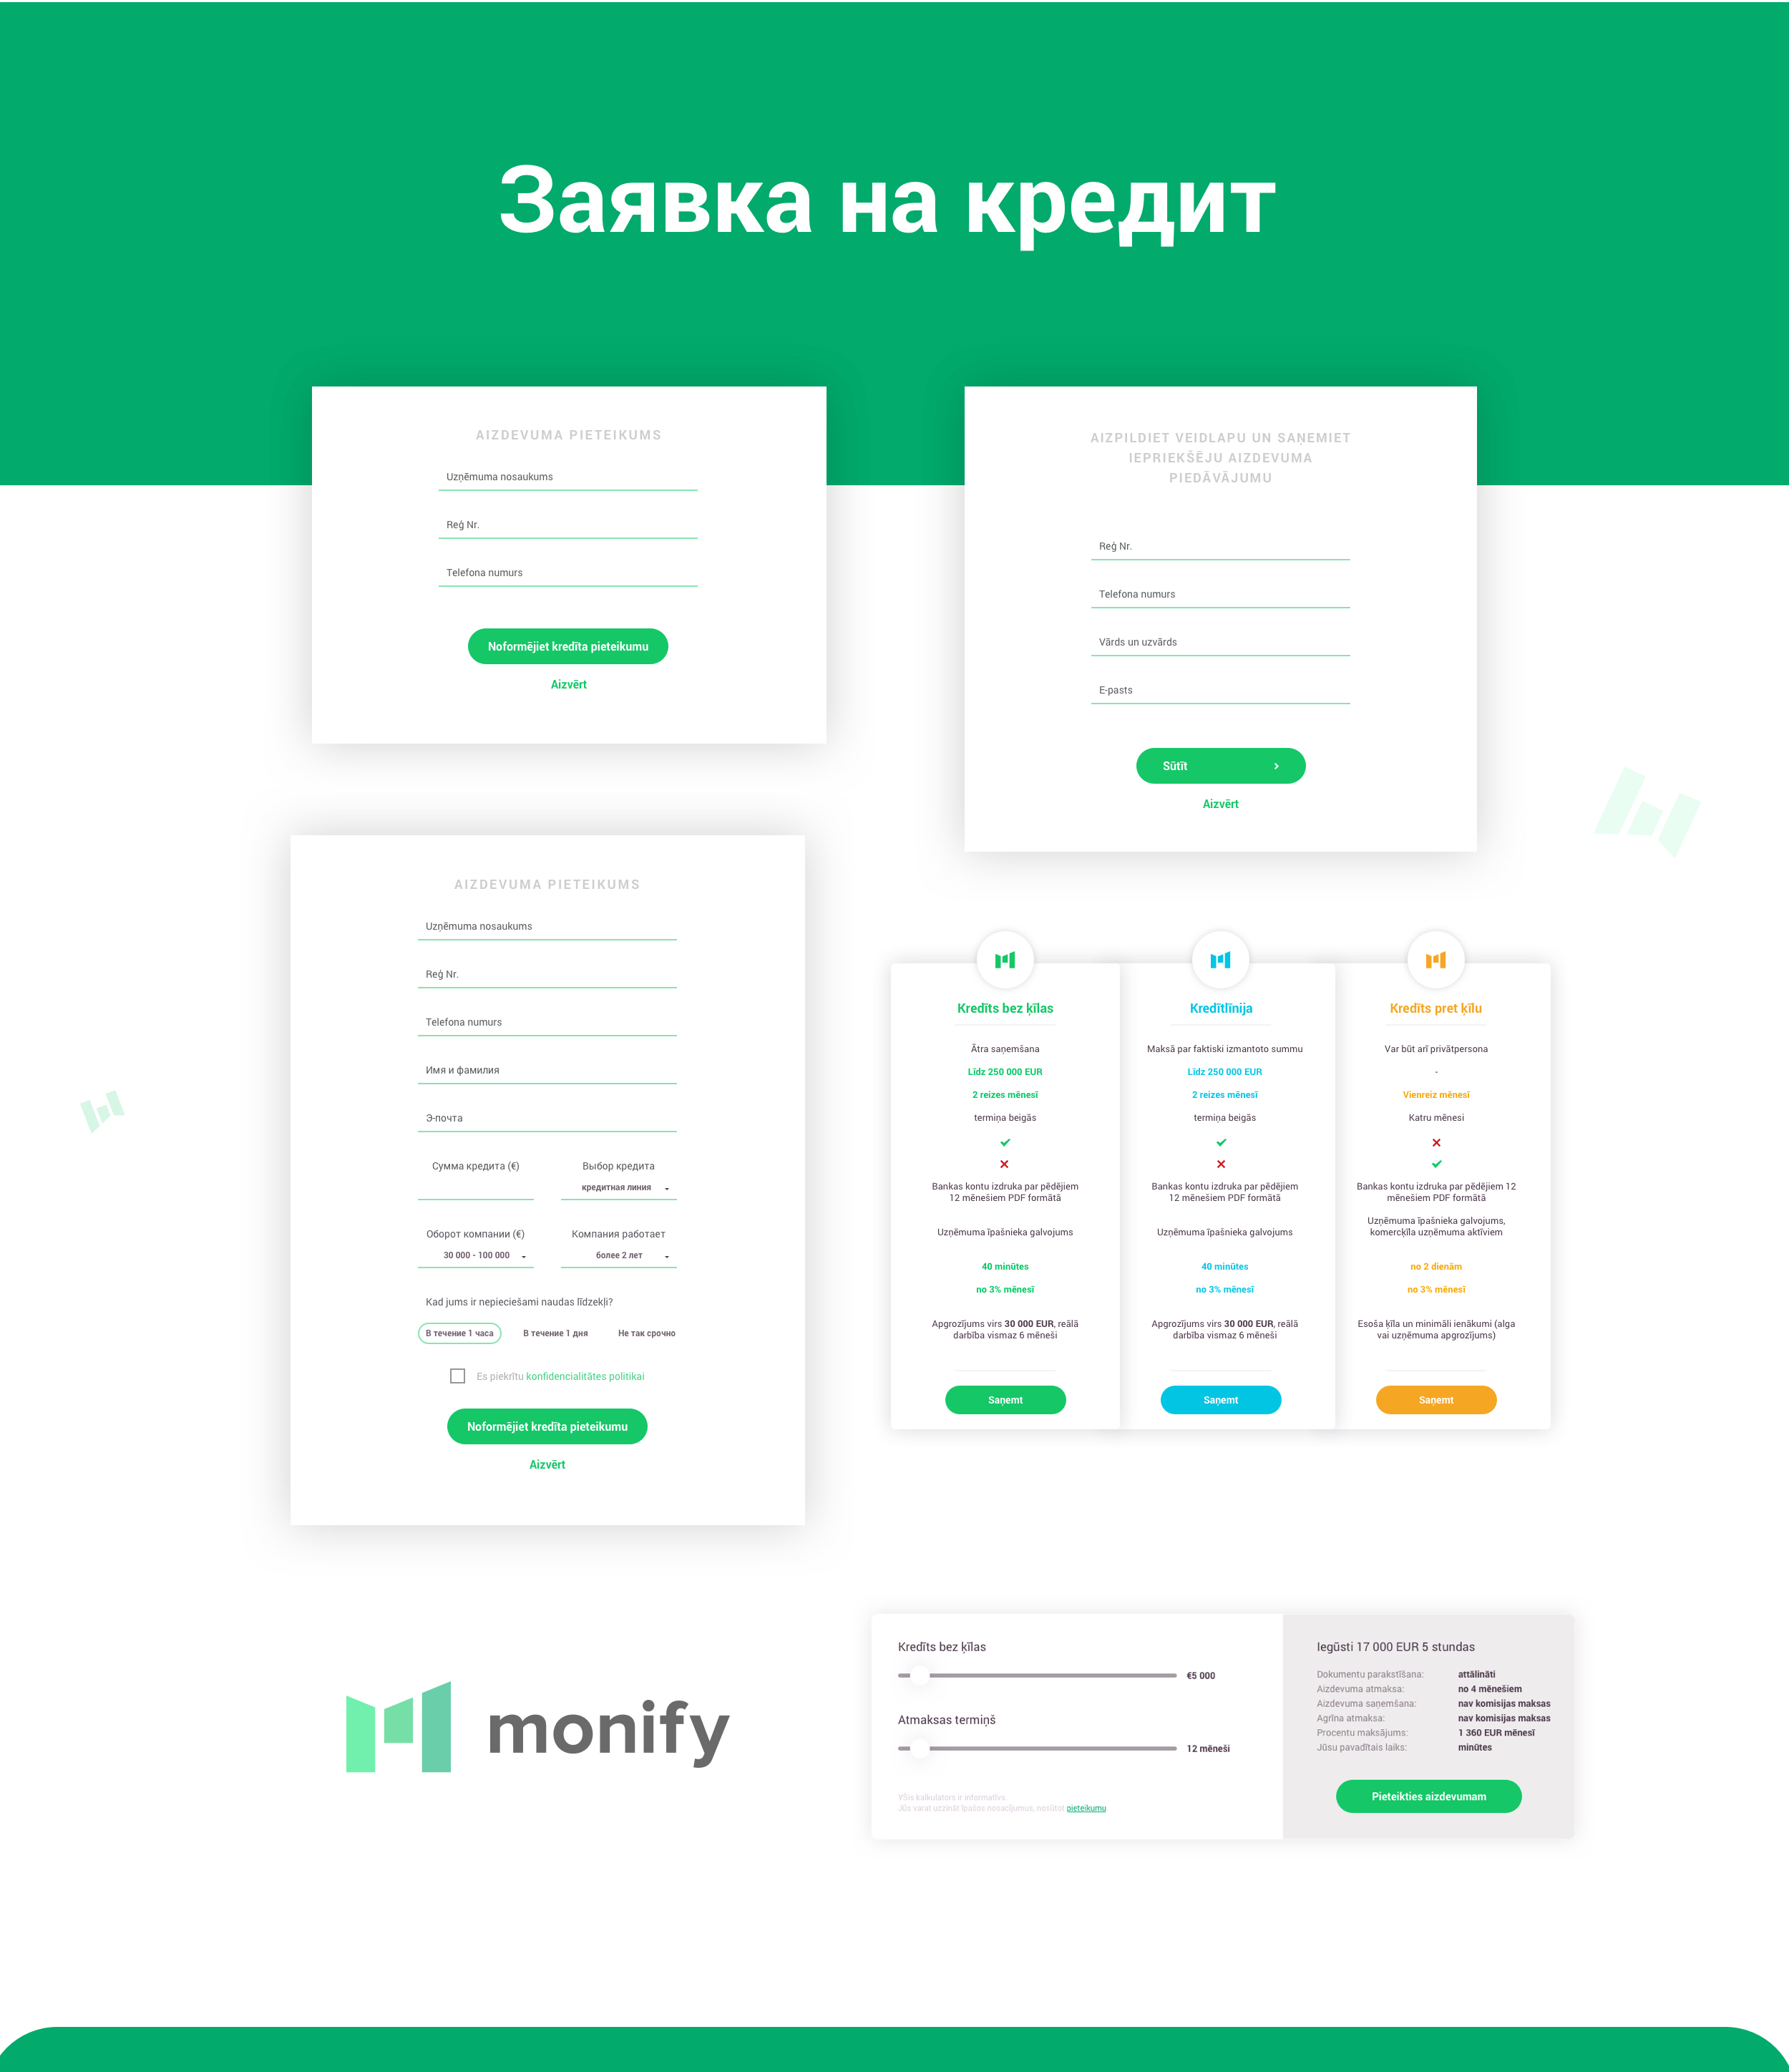 Заявка на кредит
AIZDEVUMA PIETEIKUMS
Uzņēmuma nosaukums
Reģ Nr.
Telefona numurs
Noformējiet kredīta pieteikumu
Aizvērt
AIZPILDIET VEIDLAPU UN SAŅEMIET
IEPRIEKŠĒJU AIZDEVUMA
PIEDĀVĀJUMU
Reģ Nr.
Telefona numurs
Vārds un uzvārds
E-pasts
Sūtīt
Aizvērt
AIZDEVUMA PIETEIKUMS
Uzņēmuma nosaukums
Reģ Nr.
Telefona numurs
Имя и фамилия
Э-почта
Сумма кредита (€)
Выбор кредита
кредитная линия
Оборот компании (€)
Компания работает
30 000 - 100 000
более 2 лет
Kad jums ir nepieciešami naudas līdzekļi?
В течение 1 часа
В течение 1 дня
Не так срочно
Es piekrītu konfidencialitātes politikai
Noformējiet kredīta pieteikumu
Aizvērt
Kredīts bez ķīlas
Ātra saņemšana
Līdz 250 000 EUR
2 reizes mēnesī
termiņa beigās
Bankas kontu izdruka par pēdējiem
12 mēnešiem PDF formātā
Uzņēmuma īpašnieka galvojums
40 minūtes
no 3% mēnesī
Apgrozījums virs 30 000 EUR, reālā
darbība vismaz 6 mēneši
Saņemt
Kredītlīnija
Maksā par faktiski izmantoto summu
Līdz 250 000 EUR
2 reizes mēnesī
termiņa beigās
Bankas kontu izdruka par pēdējiem
12 mēnešiem PDF formātā
Uzņēmuma īpašnieka galvojums
40 minūtes
no 3% mēnesī
Apgrozījums virs 30 000 EUR, reālā
darbība vismaz 6 mēneši
Saņemt
Kredīts pret ķīlu
Var būt arī privātpersona
-
Vienreiz mēnesī
Katru mēnesi
Bankas kontu izdruka par pēdējiem 12
mēnešiem PDF formātā
Uzņēmuma īpašnieka galvojums,
komercķīla uzņēmuma aktīviem
no 2 dienām
no 3% mēnesī
Esoša ķīla un minimāli ienākumi (alga
vai uzņēmuma apgrozījums)
Saņemt
monify
Kredīts bez ķīlas
€5 000
Atmaksas termiņš
12 mēneši
YŠis kalkulators ir informatīvs.
Jūs varat uzzināt īpašos nosacījumus, nosūtot pieteikumu
Iegūsti 17 000 EUR 5 stundas
Dokumentu parakstīšana: attālināti
Aizdevuma atmaksa: no 4 mēnešiem
Aizdevuma saņemšana: nav komisijas maksas
Agrīna atmaksa: nav komisijas maksas
Procentu maksājums: 1 360 EUR mēnesī
Jūsu pavadītais laiks: minūtes
Pieteikties aizdevumam